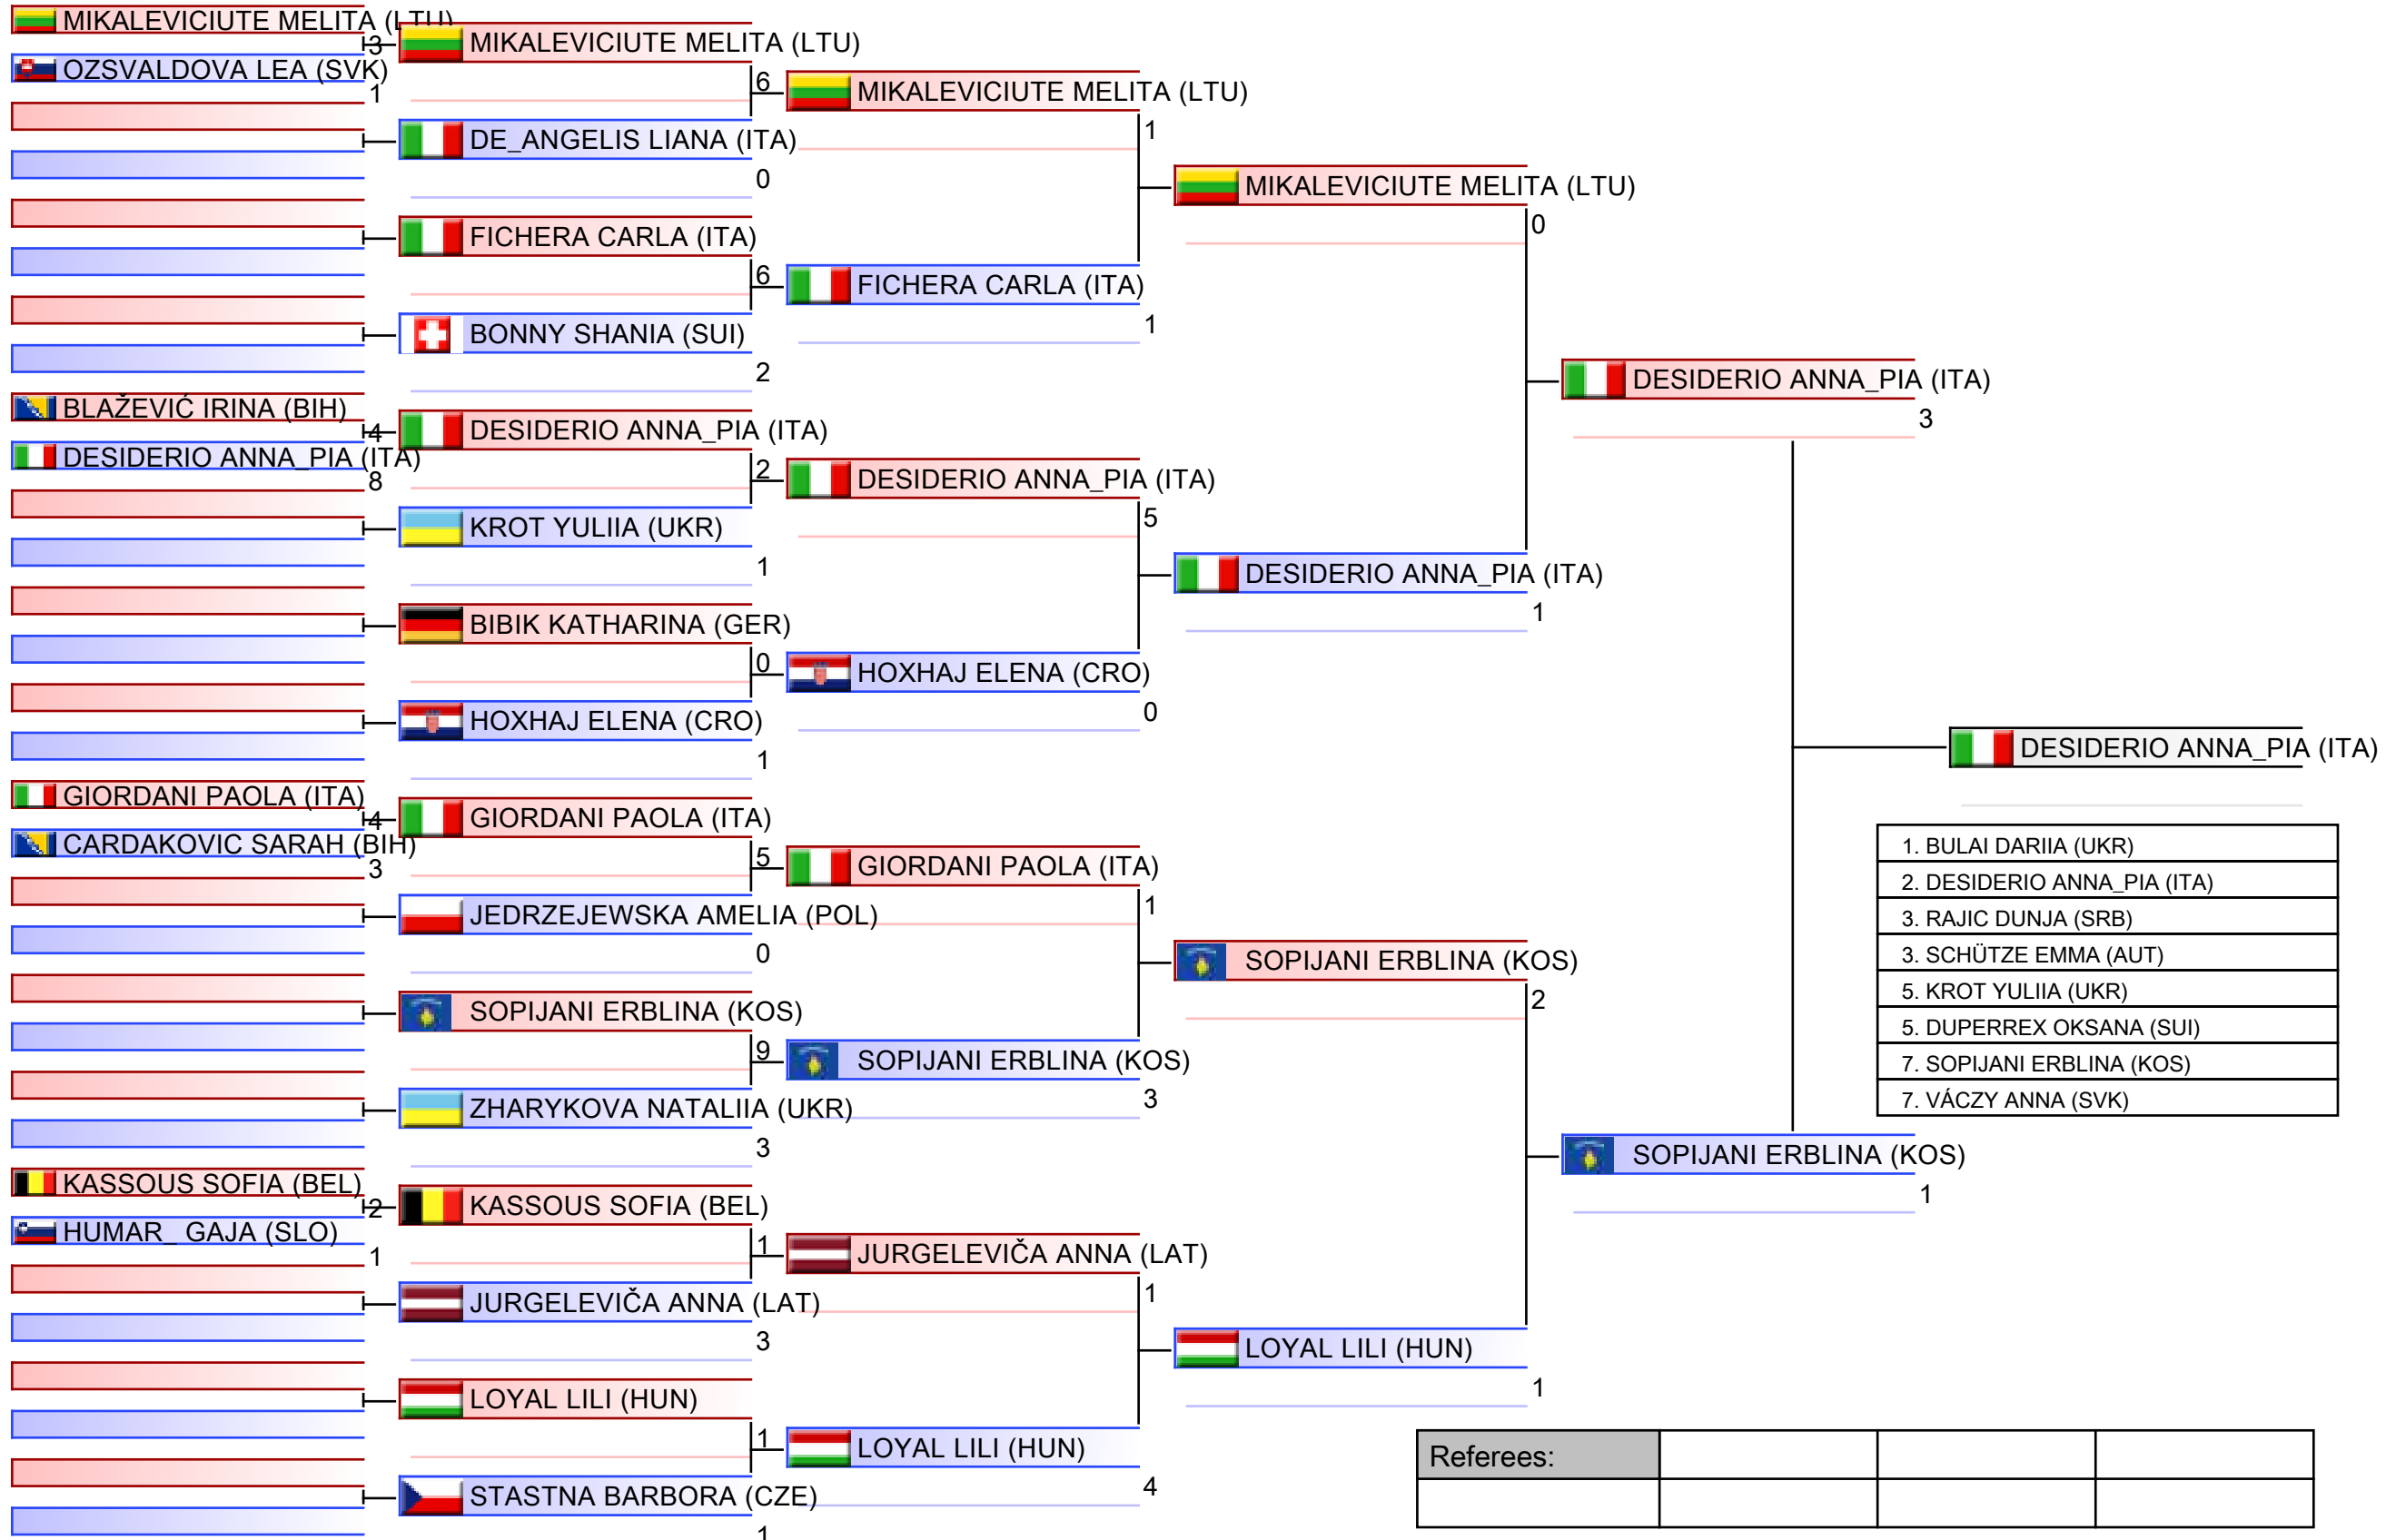 MIKALEVICIUTE MELITA (LTU)
3
OZSVALDOVA LEA (SVK)
1
BLAŽEVIĆ IRINA (BIH)
4
DESIDERIO ANNA_PIA (ITA)
8
GIORDANI PAOLA (ITA)
4
CARDAKOVIC SARAH (BIH)
3
KASSOUS SOFIA (BEL)
2
HUMAR_ GAJA (SLO)
1
MIKALEVICIUTE MELITA (LTU)
6
DE_ANGELIS LIANA (ITA)
0
FICHERA CARLA (ITA)
6
BONNY SHANIA (SUI)
2
DESIDERIO ANNA_PIA (ITA)
2
KROT YULIIA (UKR)
1
BIBIK KATHARINA (GER)
0
HOXHAJ ELENA (CRO)
1
GIORDANI PAOLA (ITA)
5
JEDRZEJEWSKA AMELIA (POL)
0
SOPIJANI ERBLINA (KOS)
9
ZHARYKOVA NATALIIA (UKR)
3
KASSOUS SOFIA (BEL)
1
JURGELEVIČA ANNA (LAT)
3
LOYAL LILI (HUN)
1
STASTNA BARBORA (CZE)
1
MIKALEVICIUTE MELITA (LTU)
1
FICHERA CARLA (ITA)
1
DESIDERIO ANNA_PIA (ITA)
5
HOXHAJ ELENA (CRO)
0
GIORDANI PAOLA (ITA)
1
SOPIJANI ERBLINA (KOS)
3
JURGELEVIČA ANNA (LAT)
1
LOYAL LILI (HUN)
4
MIKALEVICIUTE MELITA (LTU)
0
DESIDERIO ANNA_PIA (ITA)
1
SOPIJANI ERBLINA (KOS)
2
LOYAL LILI (HUN)
1
DESIDERIO ANNA_PIA (ITA)
3
SOPIJANI ERBLINA (KOS)
1
DESIDERIO ANNA_PIA (ITA)
1. BULAI DARIIA (UKR)
2. DESIDERIO ANNA_PIA (ITA)
3. RAJIC DUNJA (SRB)
3. SCHÜTZE EMMA (AUT)
5. KROT YULIIA (UKR)
5. DUPERREX OKSANA (SUI)
7. SOPIJANI ERBLINA (KOS)
7. VÁCZY ANNA (SVK)
Referees: